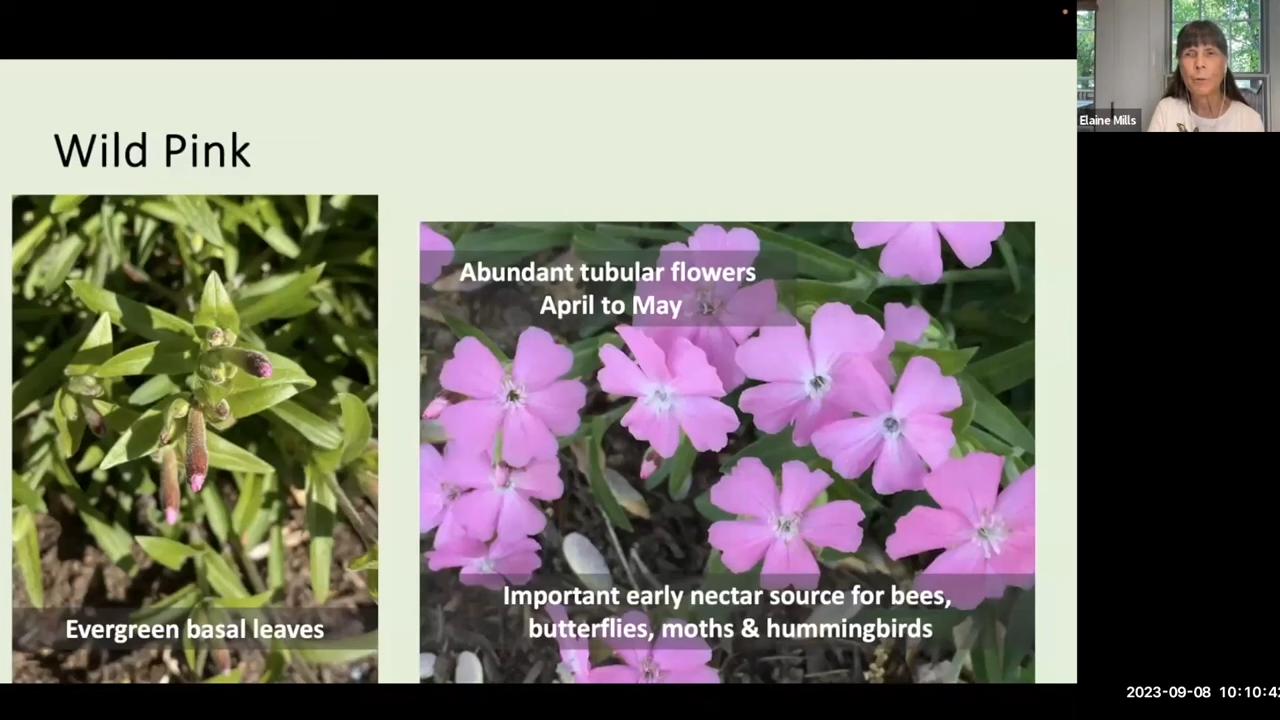 Elaine Mills
Wild Pink
Abundant tubular flowers
April to May
Evergreen basal leaves
Important early nectar source for bees,
butterflies, moths & hummingbirds
2023-09-08 10:10:42